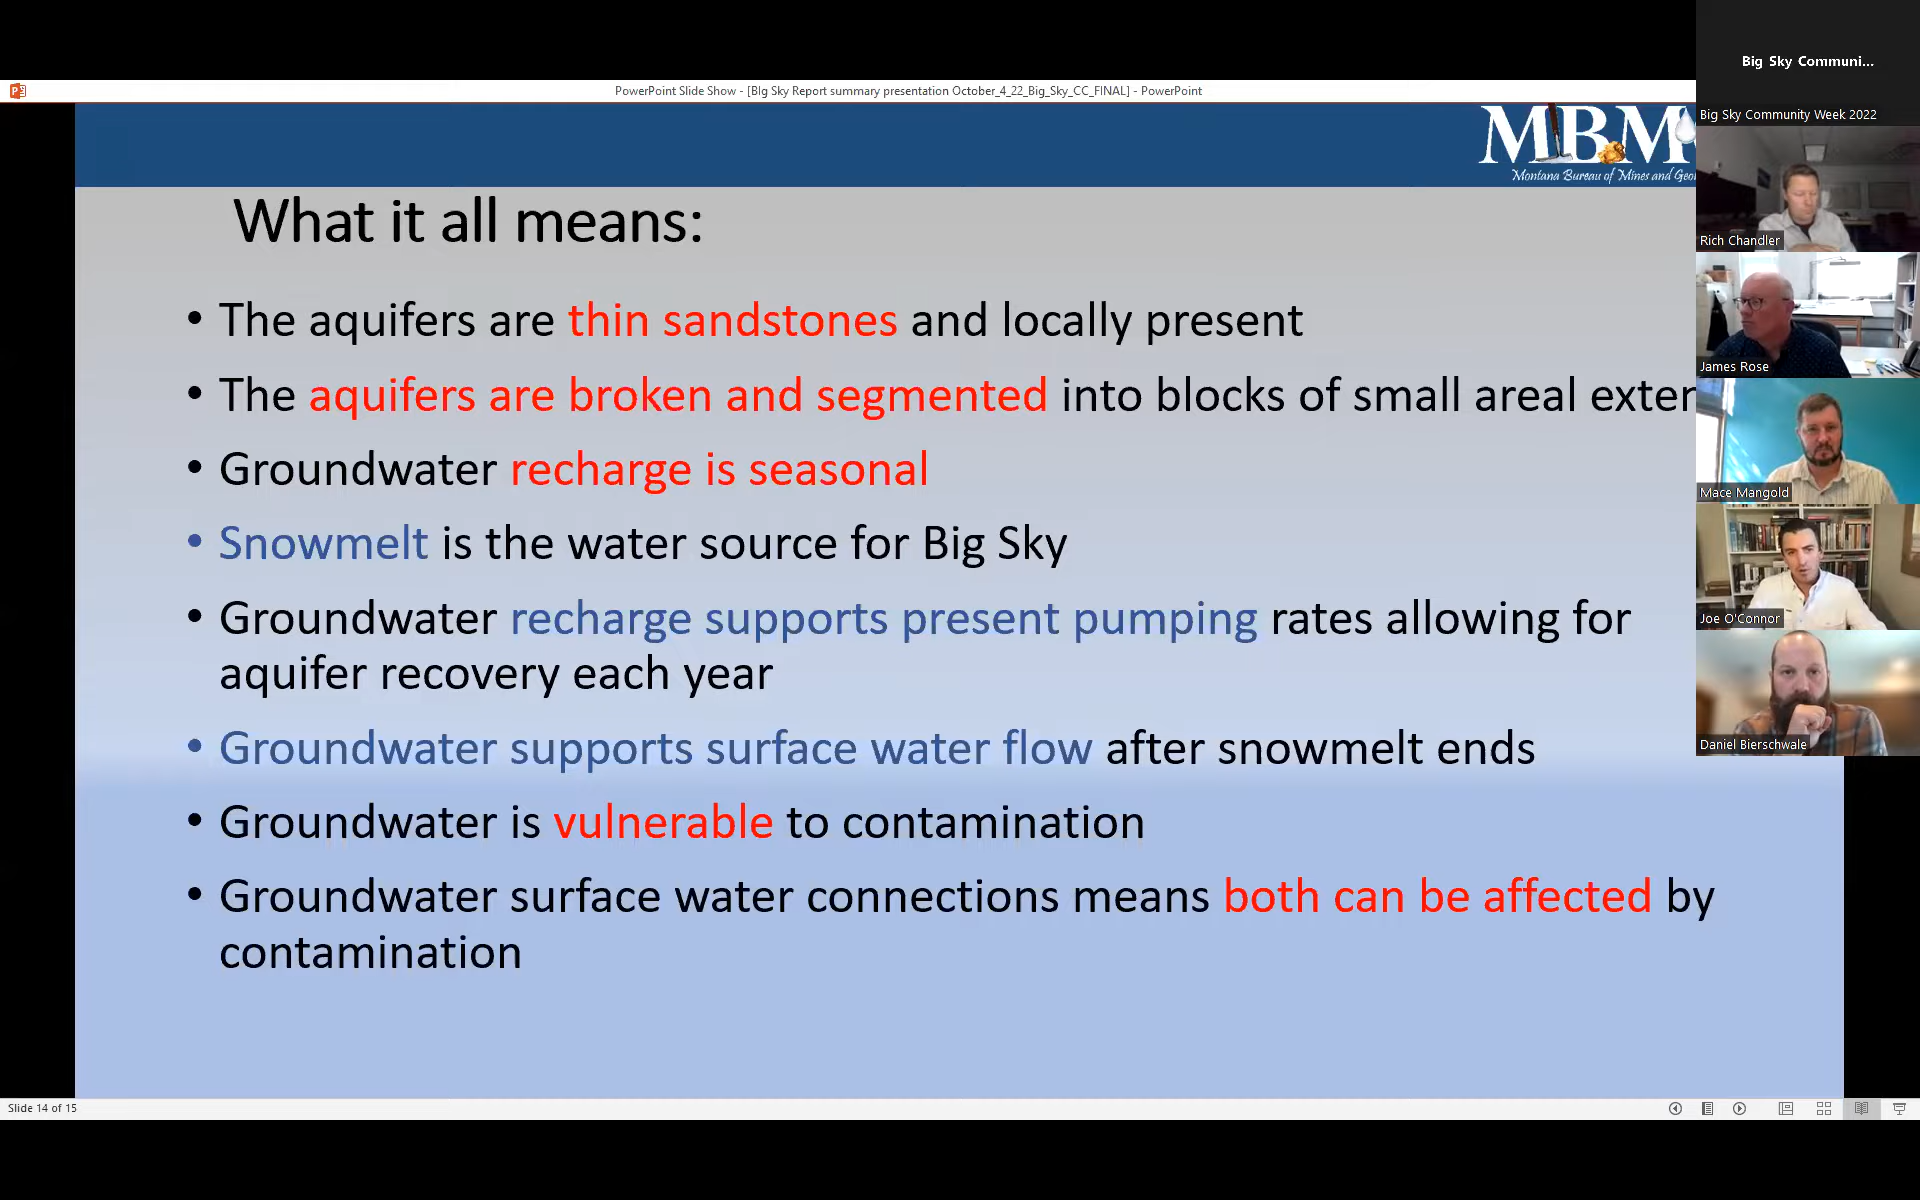 Big Sky Communi...
PowerPoint Slide Show - [BIg Sky Report summary presentation October_4_22_Big_Sky_CC_FINAL] - PowerPoint
MBM
Montana Bureau of Mines and Geol
Big Sky Community Week 2022
What it all means:
Rich Chandler
• The aquifers are thin sandstones and locally present
James Rose
• The aquifers are broken and segmented into blocks of small areal exten
Groundwater recharge is seasonal
Mace Mangold
• Snowmelt is the water source for Big Sky
• Groundwater recharge supports present pumping rates allowing for
aquifer recovery each year
Joe O'Connor
• Groundwater supports surface water flow after snowmelt ends
Daniel Bierschwale
• Groundwater is vulnerable to contamination
• Groundwater surface water connections means both can be affected by
contamination
Slide 14 of 15